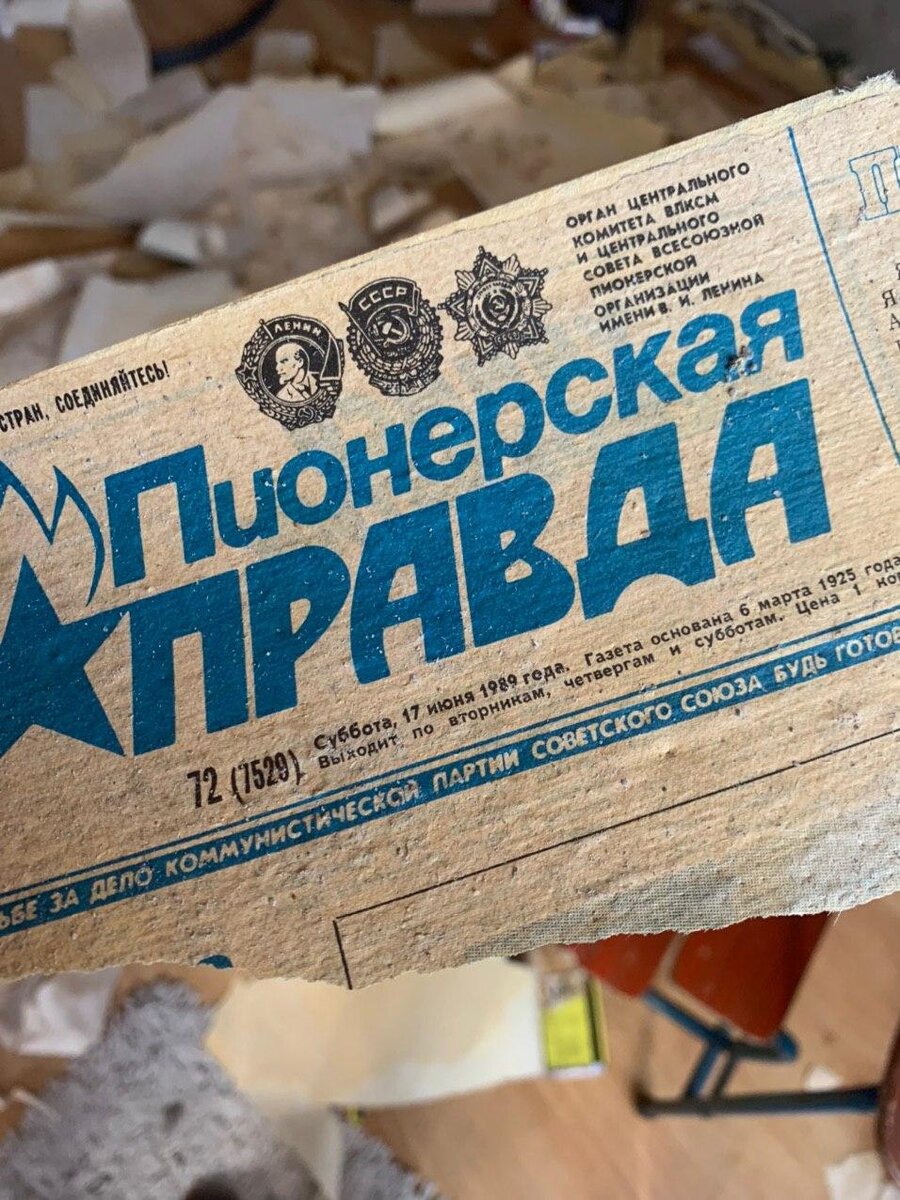 СТРАН, СОЕДИНЯЙТЕСЬ!
ЛЕНИН
СССР
ОРГАН ЦЕНТРАЛЬНОГО
КОМИТЕТА ВЛКСМ
И ЦЕНТРАЛЬНОГО
СОВЕТА ВСЕСОЮЗНОЙ
ПИОНЕРСКОЙ
ОРГАНИЗАЦИИ
ИМЕНИ В. И. ЛЕНИНА
Пионерская
ПРАВДА
72 (7529)
Суббота, 17 июня 1989 года. Газета основана 6 марта 1925 года
Выходит по вторникам, четвергам и субботам. Цена 1 коп
ЬБЕ ЗА ДЕЛО КОММУНИСТИЧЕСКОЙ ПАРТИИ СОВЕТСКОГО СОЮЗА БУДЬ ГОТОВ